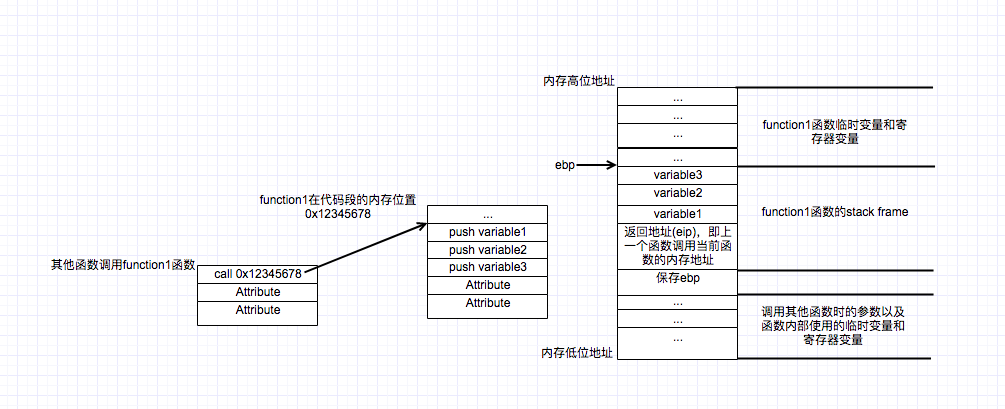 其他函数调用function1函数
call 0x12345678
Attribute
Attribute
function1在代码段的内存位置
0x12345678
...
push variable1
push variable2
push variable3
Attribute
Attribute
内存高位地址
...
...
...
...
ebp
variable3
variable2
variable1
返回地址(eip)，即上
一个函数调用当前函
数的内存地址
保存ebp
...
...
...
内存低位地址
function1函数临时变量和寄
存器变量
function1函数的stack frame
调用其他函数时的参数以及
函数内部使用的临时变量和
寄存器变量